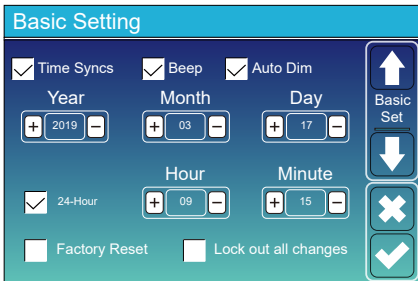 Basic Setting
Time Syncs Beep Auto Dim
Year Month Day
+ 2019 − + 03 − + 17 −
Basic
Set
Hour Minute
24-Hour + 09 − + 15 −
Factory Reset Lock out all changes